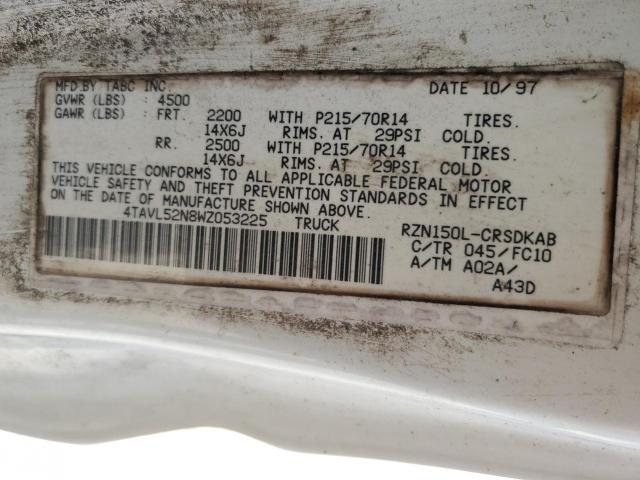 MFD.BY TABC INC. DATE 10/97
GVWR (LBS) : 4500
GAWR (LBS) : FRT. 2200 WITH P215/70R14 TIRES.
14X6J RIMS. AT 29PSI COLD.
RR. 2500 WITH P215/70R14 TIRES.
14X6J RIMS. AT 29PSI COLD.
THIS VEHICLE CONFORMS TO ALL APPLICABLE FEDERAL MOTOR
VEHICLE SAFETY AND THEFT PREVENTION STANDARDS IN EFFECT
ON THE DATE OF MANUFACTURE SHOWN ABOVE.
4TAVL52N8WZ053225 TRUCK RZN150L-CRSDKAB
C/TR 045/FC10
A/TM A02A/
A43D